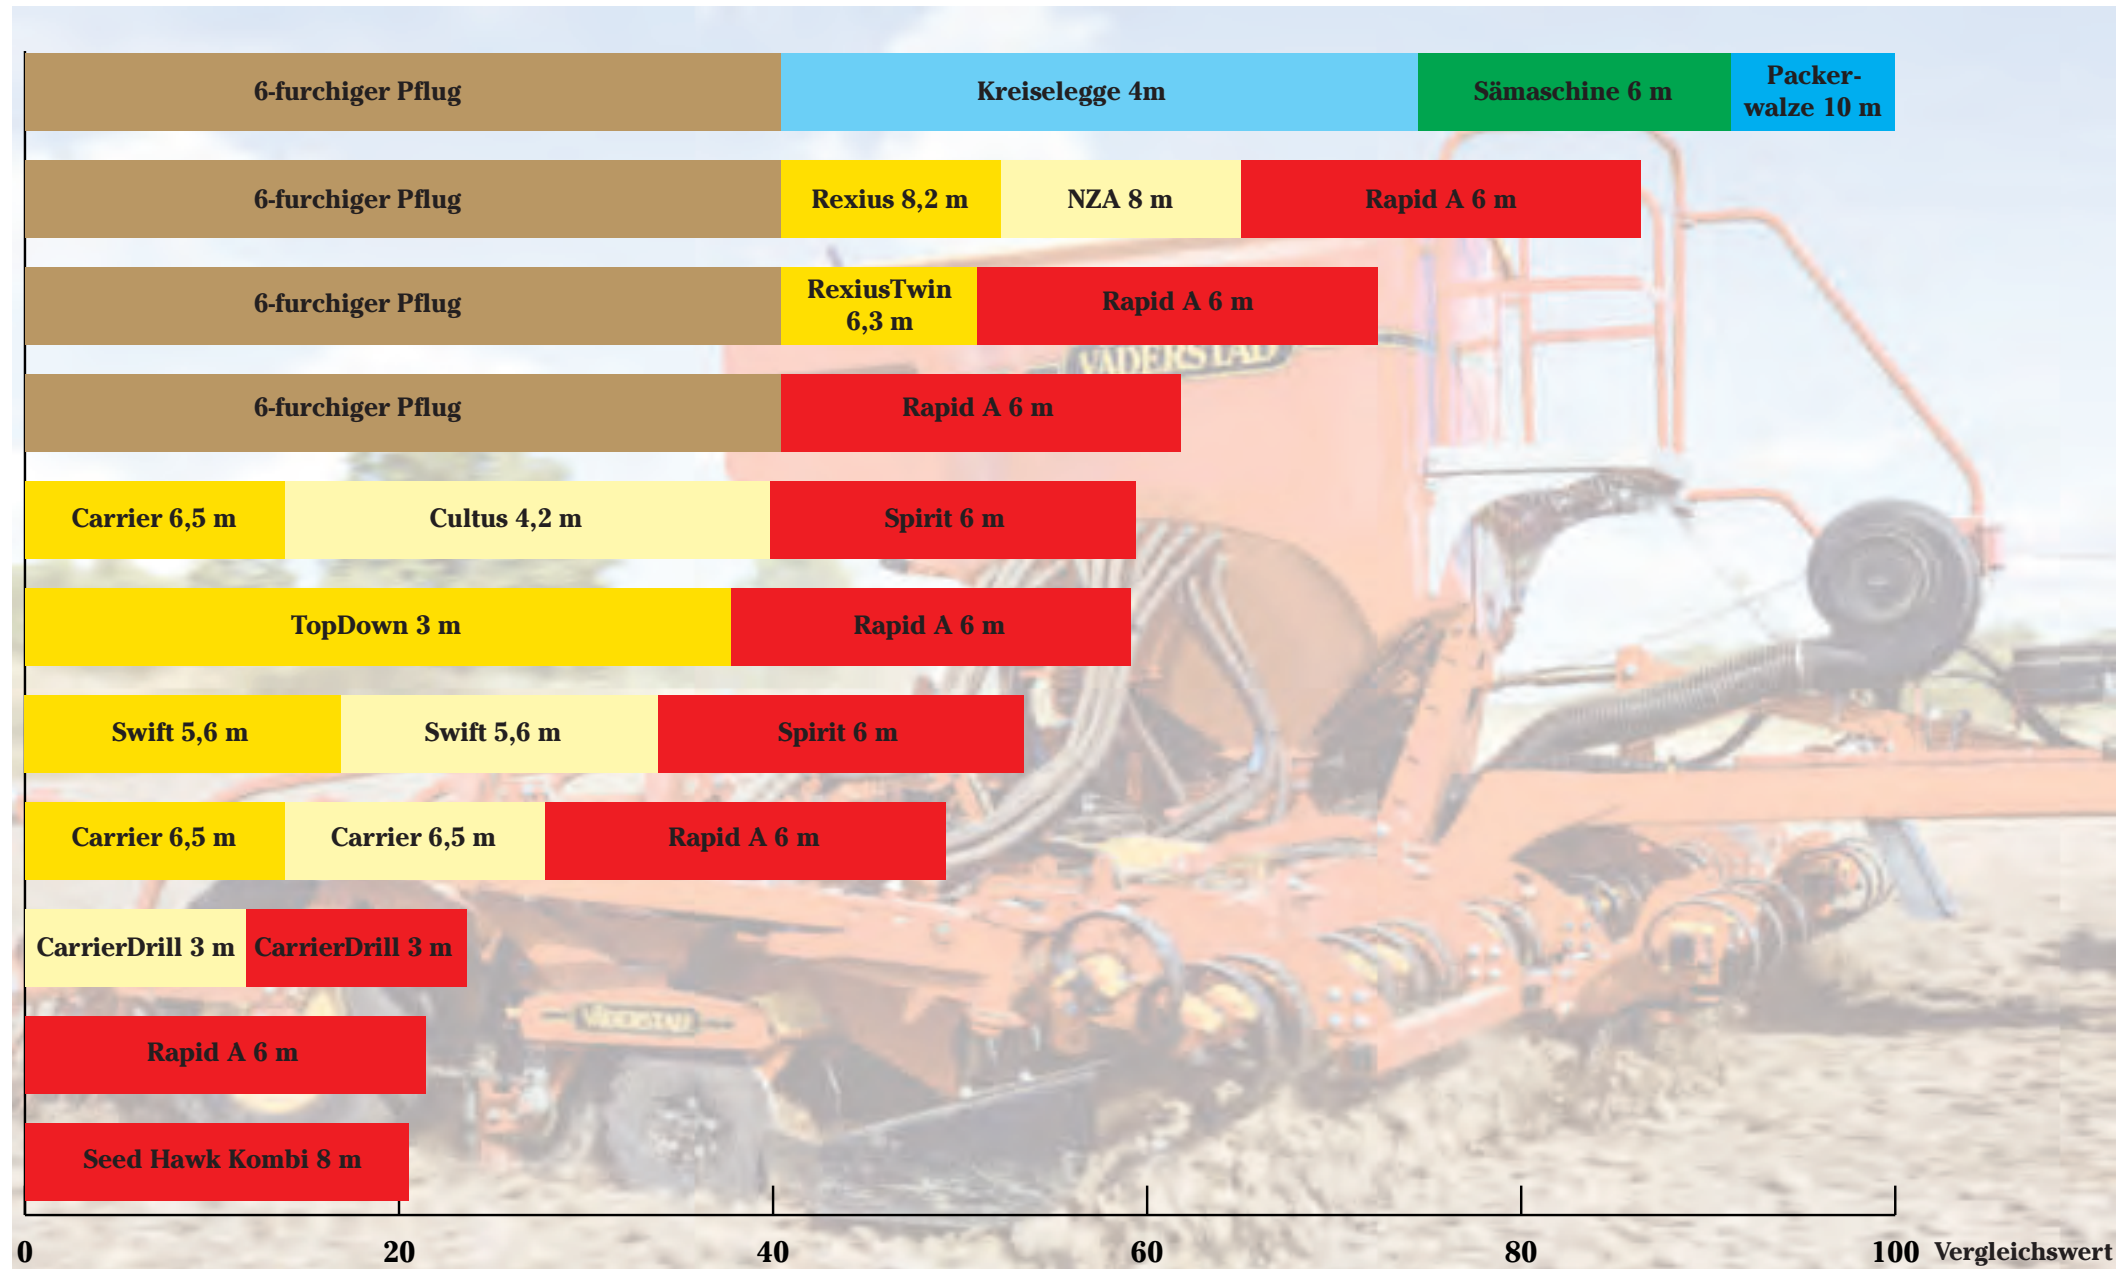 6-furchiger Pflug
Kreiselegge 4m
Sämaschine 6 m
Packer-
walze 10 m
6-furchiger Pflug
Rexius 8,2 m
NZA 8 m
Rapid A 6 m
6-furchiger Pflug
RexiusTwin
6,3 m
Rapid A 6 m
VÄDERSTAD
6-furchiger Pflug
Rapid A 6 m
Carrier 6,5 m
Cultus 4,2 m
Spirit 6 m
TopDown 3 m
Rapid A 6 m
Swift 5,6 m
Swift 5,6 m
Spirit 6 m
Carrier 6,5 m
Carrier 6,5 m
Rapid A 6 m
CarrierDrill 3 m
CarrierDrill 3 m
VÄDERSTAD
Rapid A 6 m
Seed Hawk Kombi 8 m
0
20
40
60
80
100
Vergleichswert